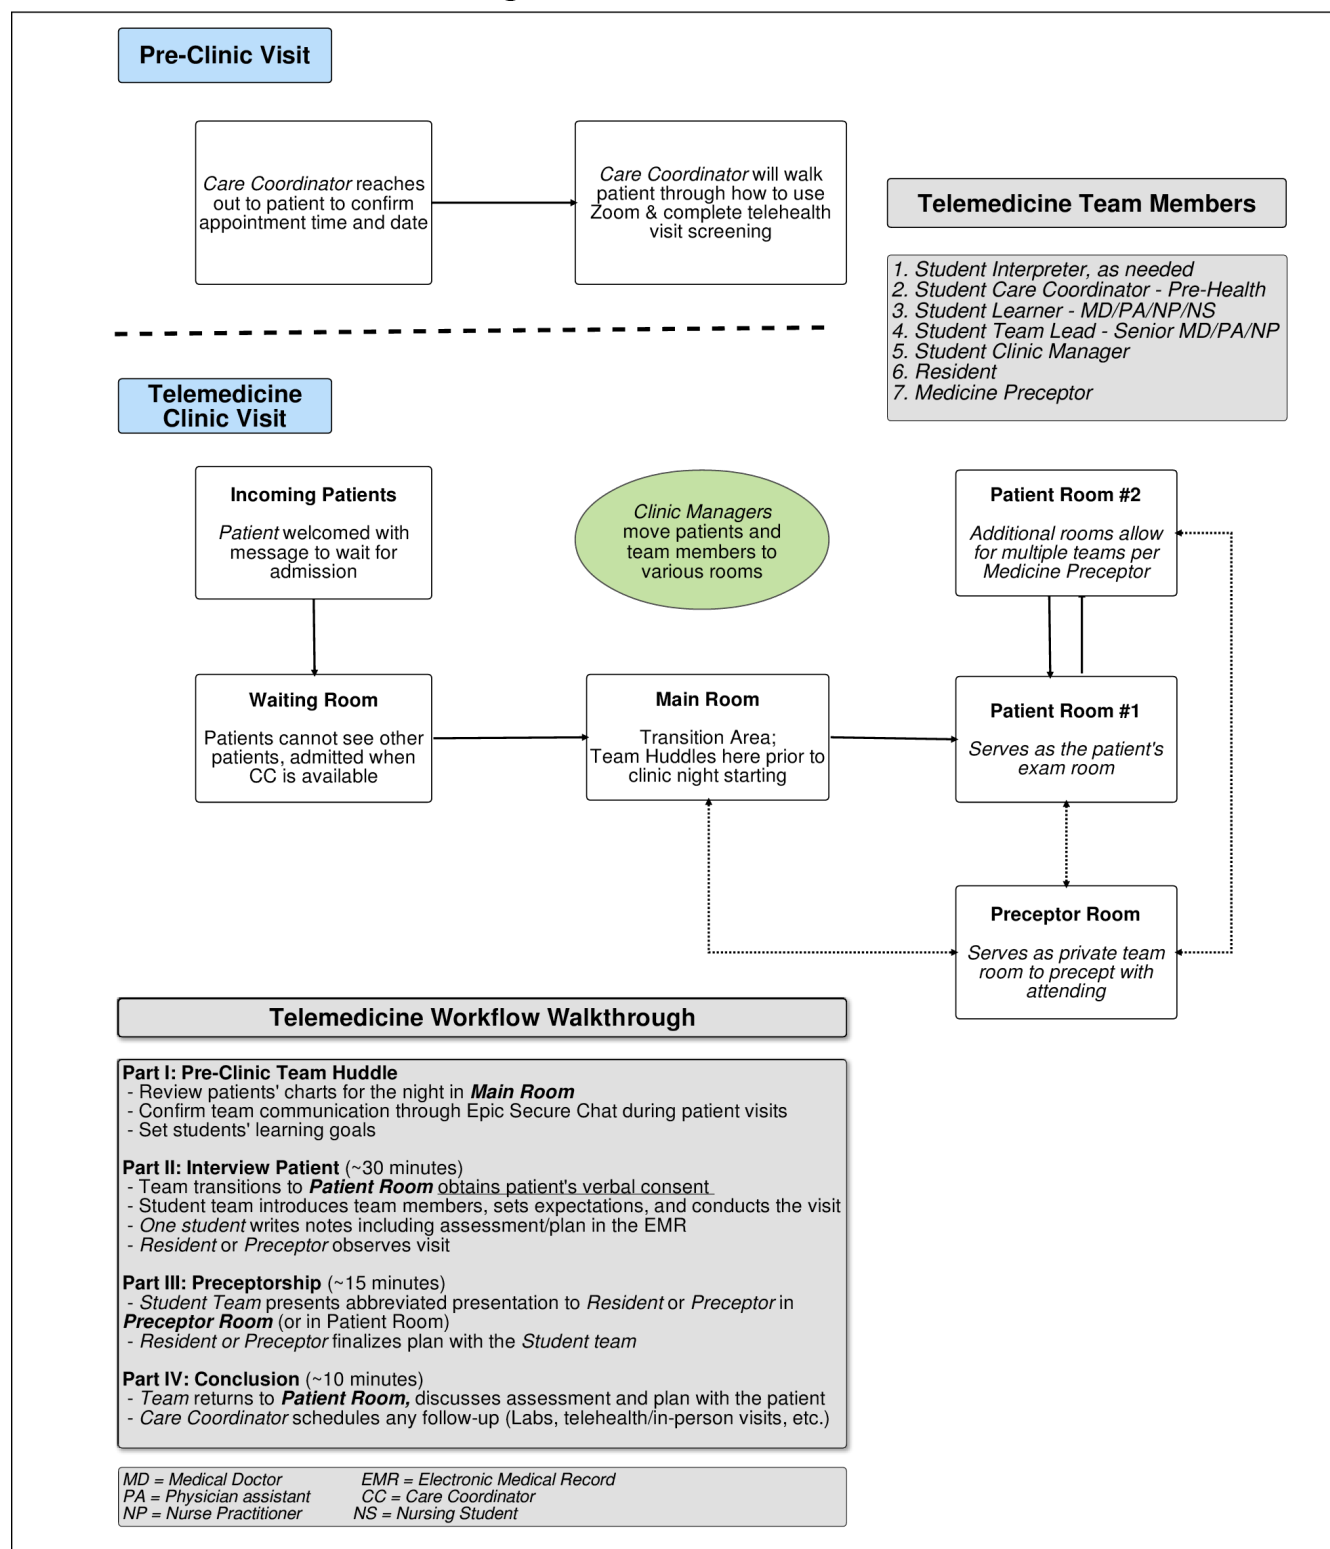 Pre-Clinic Visit
Care Coordinator reaches
out to patient to confirm
appointment time and date
Care Coordinator will walk
patient through how to use
Zoom & complete telehealth
visit screening
Telemedicine Team Members
1. Student Interpreter, as needed
2. Student Care Coordinator - Pre-Health
3. Student Learner - MD/PA/NP/NS
4. Student Team Lead - Senior MD/PA/NP
5. Student Clinic Manager
6. Resident
7. Medicine Preceptor
Telemedicine
Clinic Visit
Incoming Patients
Patient welcomed with
message to wait for
admission
Clinic Managers
move patients and
team members to
various rooms
Patient Room #2
Additional rooms allow
for multiple teams per
Medicine Preceptor
Waiting Room
Patients cannot see other
patients, admitted when
CC is available
Main Room
Transition Area;
Team Huddles here prior to
clinic night starting
Patient Room #1
Serves as the patient's
exam room
Preceptor Room
Serves as private team
room to precept with
attending
Telemedicine Workflow Walkthrough
Part I: Pre-Clinic Team Huddle
- Review patients' charts for the night in Main Room
- Confirm team communication through Epic Secure Chat during patient visits
- Set students' learning goals
Part II: Interview Patient (~30 minutes)
- Team transitions to Patient Room obtains patient's verbal consent
- Student team introduces team members, sets expectations, and conducts the visit
- One student writes notes including assessment/plan in the EMR
- Resident or Preceptor observes visit
Part III: Preceptorship (~15 minutes)
- Student Team presents abbreviated presentation to Resident or Preceptor in
Preceptor Room (or in Patient Room)
- Resident or Preceptor finalizes plan with the Student team
Part IV: Conclusion (~10 minutes)
- Team returns to Patient Room, discusses assessment and plan with the patient
- Care Coordinator schedules any follow-up (Labs, telehealth/in-person visits, etc.)
MD = Medical Doctor EMR = Electronic Medical Record
PA = Physician assistant CC = Care Coordinator
NP = Nurse Practitioner NS = Nursing Student